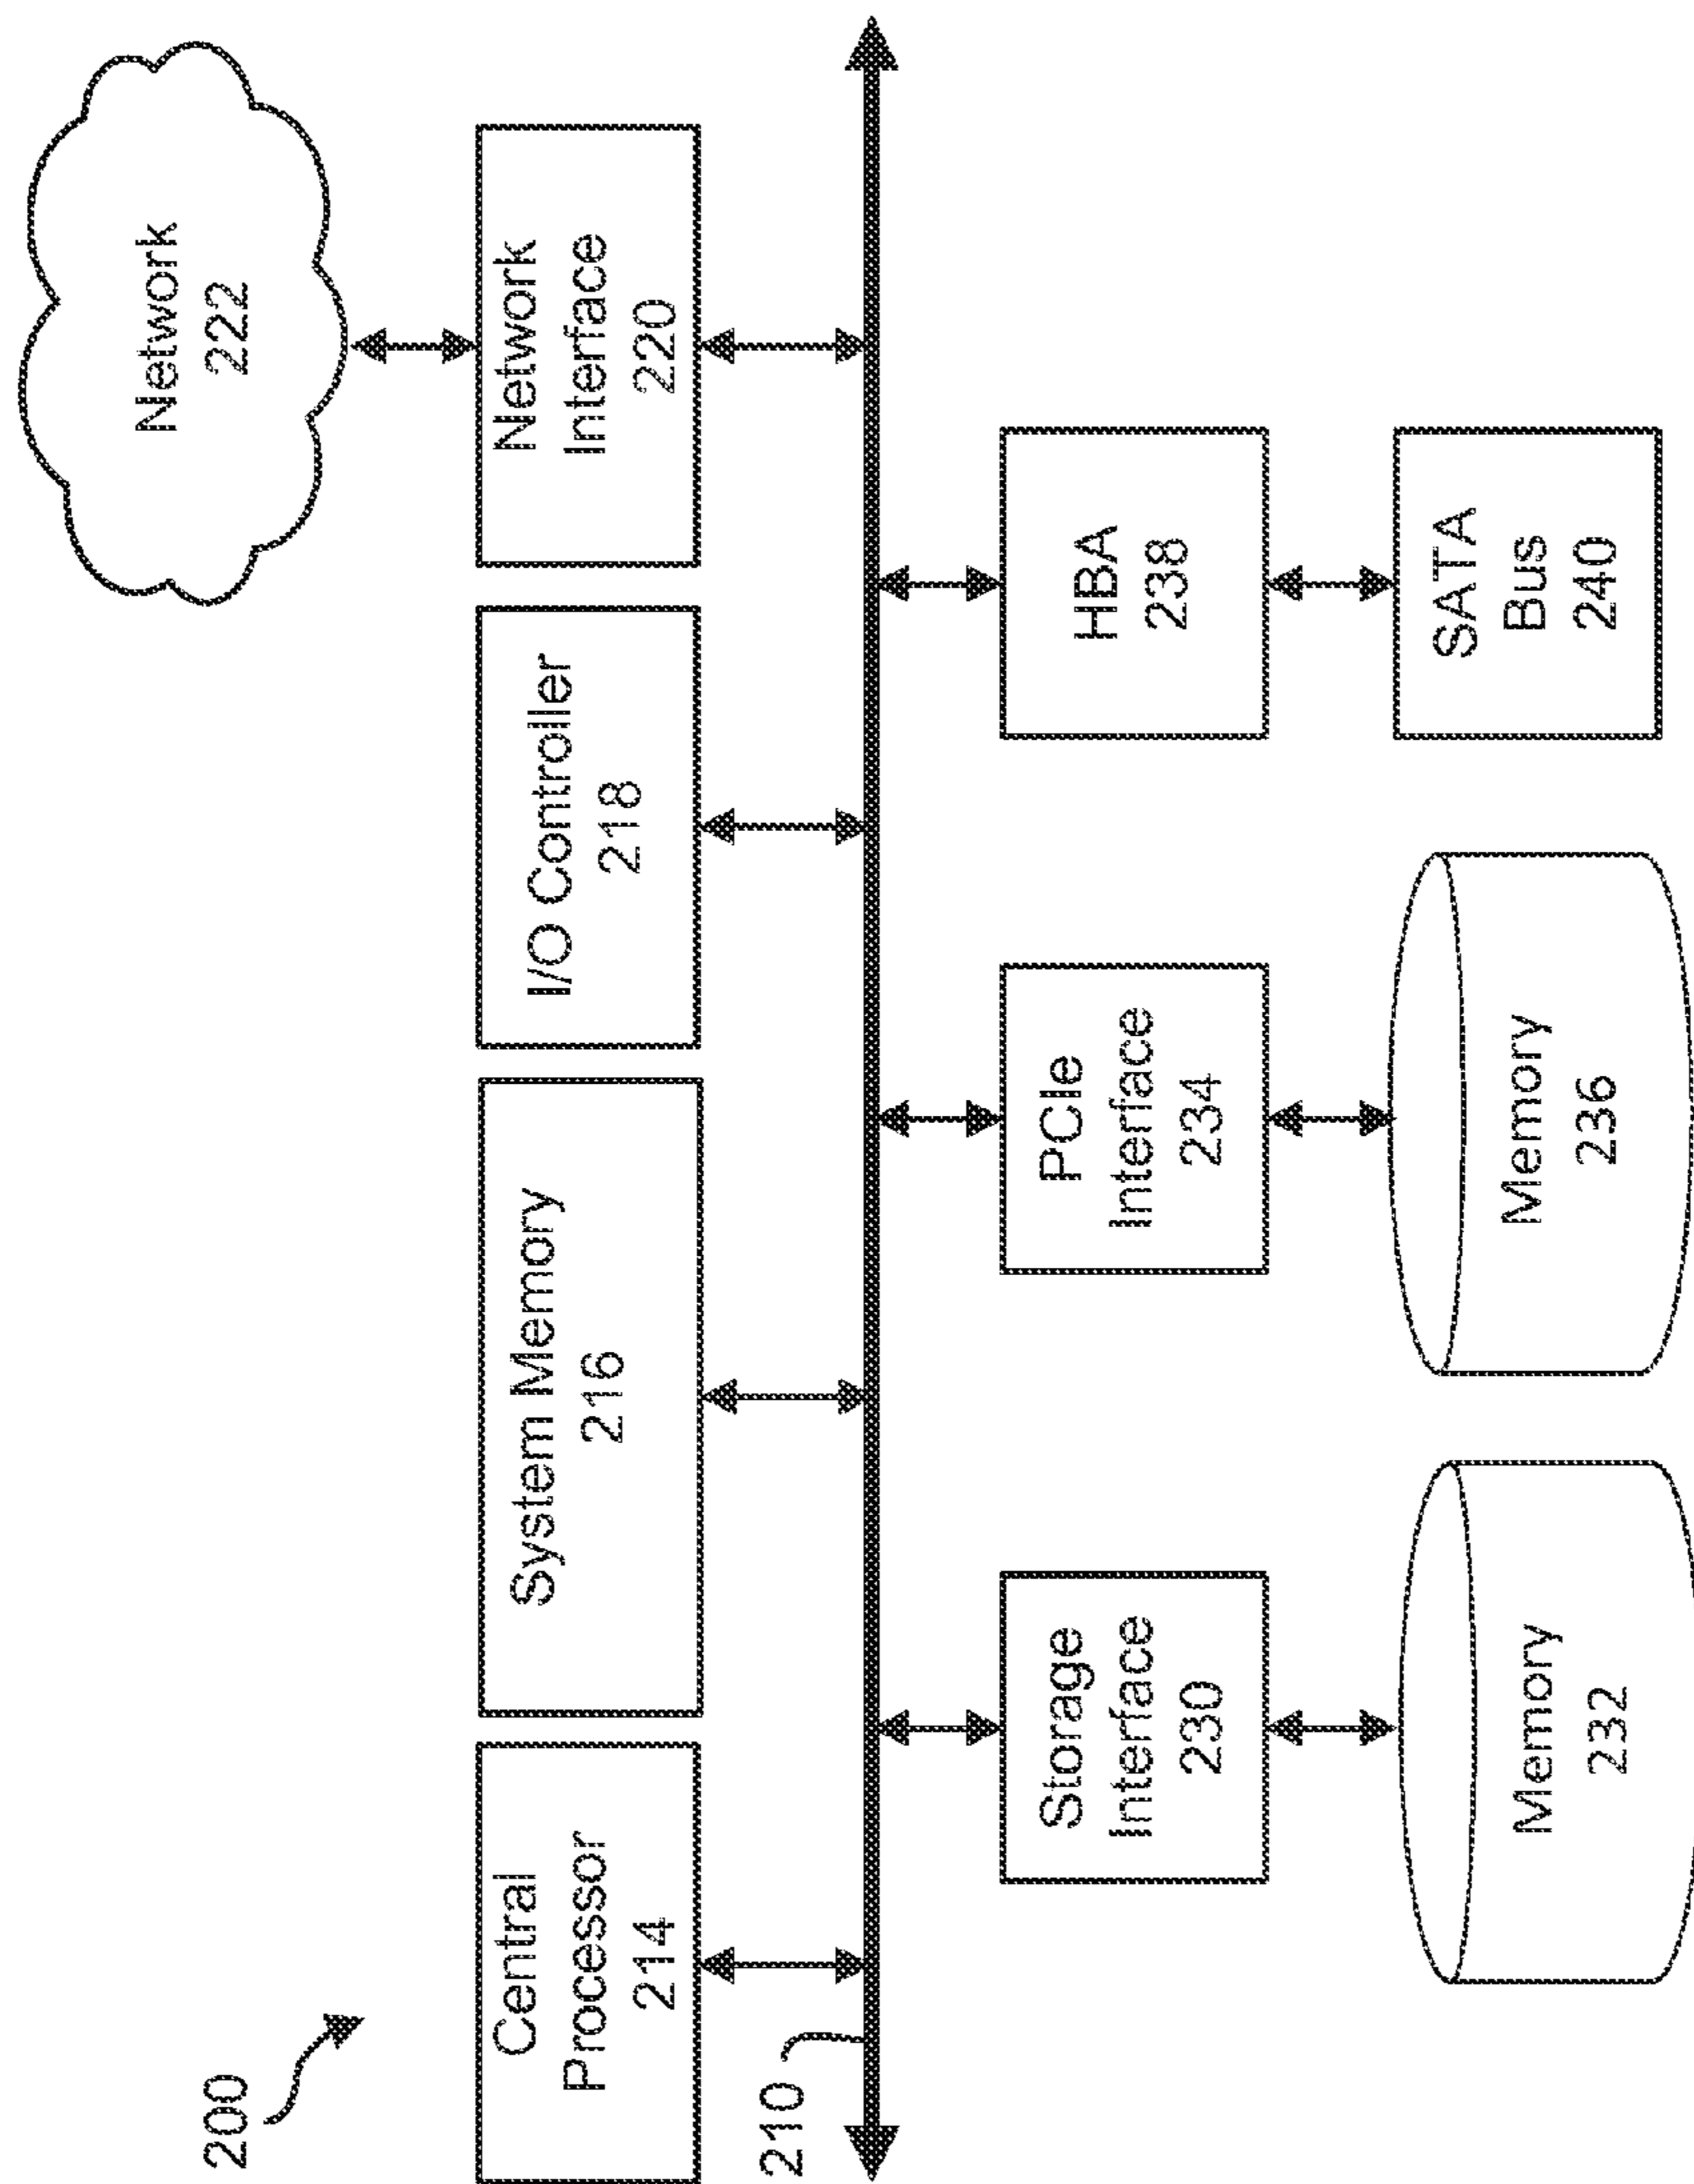 200
Network
222
Central
Processor
214
System Memory
216
I/O Controller
218
Network
Interface
220
210
Storage
Interface
230
PCIe
Interface
234
HBA
238
Memory
232
Memory
236
SATA
Bus
240